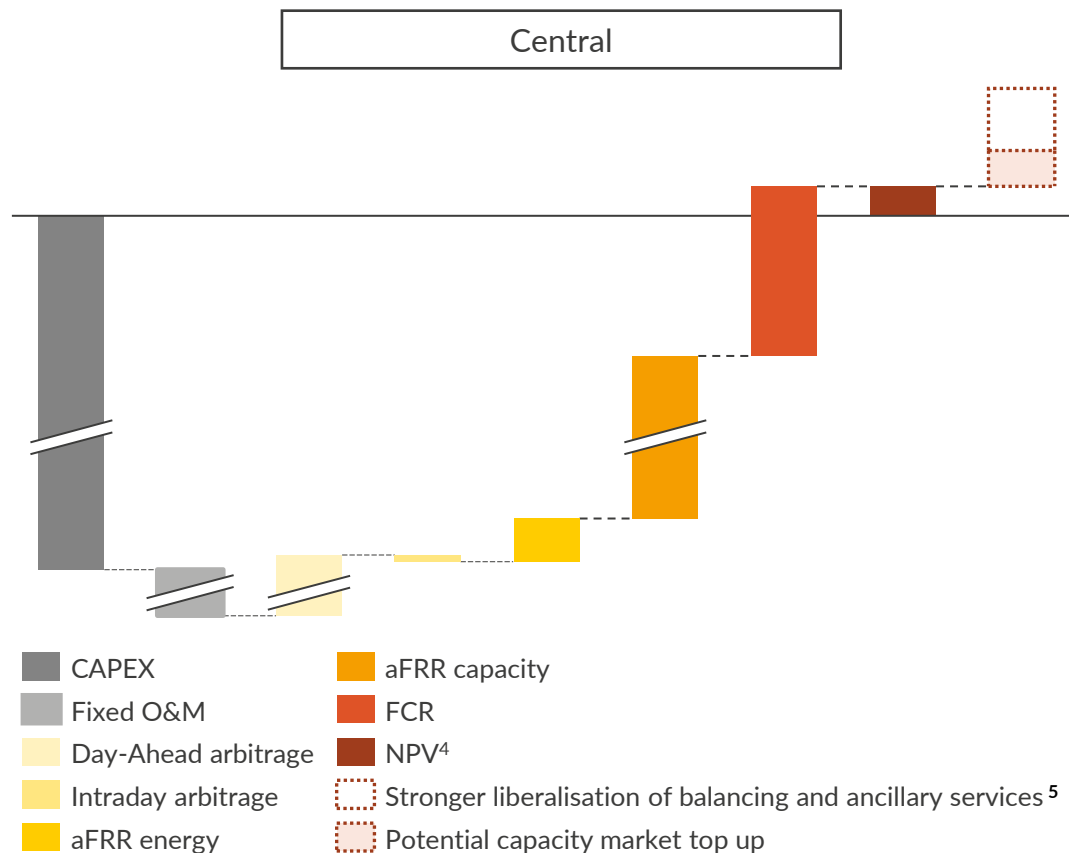 Central
CAPEX
Fixed O&M
Day-Ahead arbitrage
Intraday arbitrage
aFRR energy
aFRR capacity
FCR
NPV⁴
Stronger liberalisation of balancing and ancillary services ⁵
Potential capacity market top up